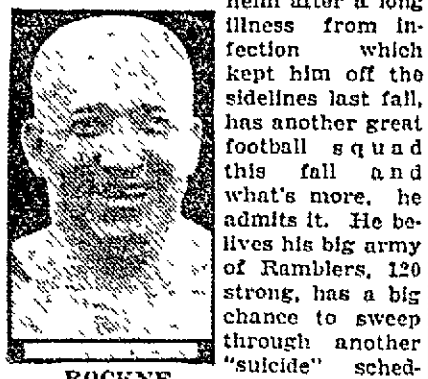 helm after a long
illness from in-
fection which
kept him off the
sidelines last fall,
has another great
football squad
this fall and
what's more, he
admits it. He be-
lives his big army
of Ramblers, 120
strong, has a big
chance to sweep
through another
"suicide" sched-
ROCKNE